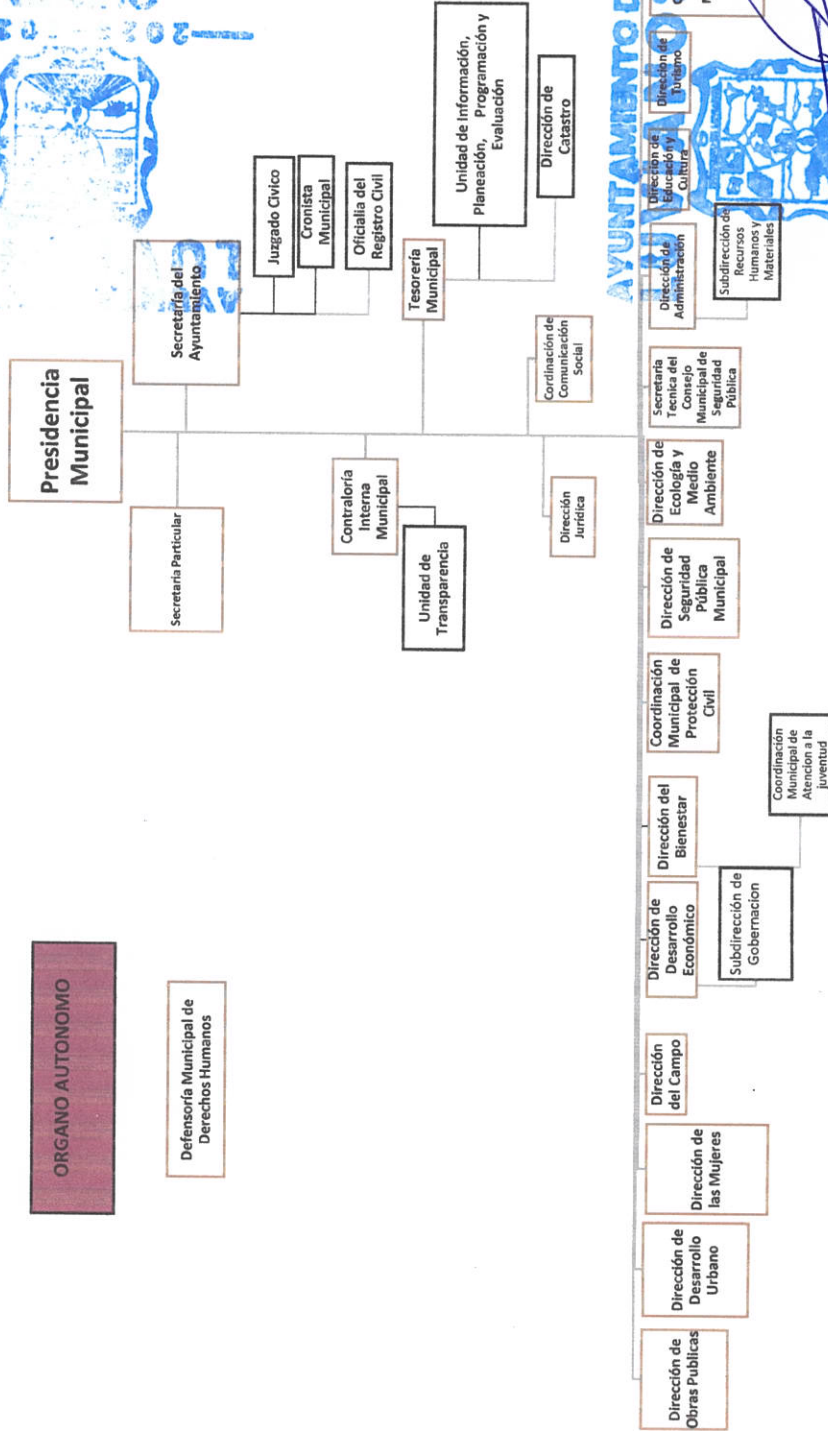 Presidencia
Municipal
ORGANO AUTONOMO
Defensoría Municipal de
Derechos Humanos
Secretaria Particular
Secretaría del
Ayuntamiento
Juzgado Civico
Cronista
Municipal
Oficialia del
Registro Civil
Contraloría
Interna
Municipal
Unidad de
Transparencia
Tesorería
Municipal
Unidad de Información,
Planeación, Programación y
Evaluación
Dirección de
Catastro
Dirección
Jurídica
Cordinación de
Comunicación
Social
AYUNTAMIENTO D
Dirección de
Obras Publicas
Dirección de
Desarrollo
Urbano
Dirección de
las Mujeres
Dirección
del Campo
Dirección de
Desarrollo
Económico
Subdirección de
Gobernacion
Dirección del
Bienestar
Coordinación
Municipal de
Atencion a la
juventud
Coordinación
Municipal de
Protección
Civil
Dirección de
Seguridad
Pública
Municipal
Dirección de
Ecología y
Medio
Ambiente
Secretaria
Tecnica del
Consejo
Municipal de
Seguridad
Pública
Dirección de
Administración
Subdirección de
Recursos
Humanos y
Materiales
Dirección de
Educación y
Cultura
Dirección de
Turismo